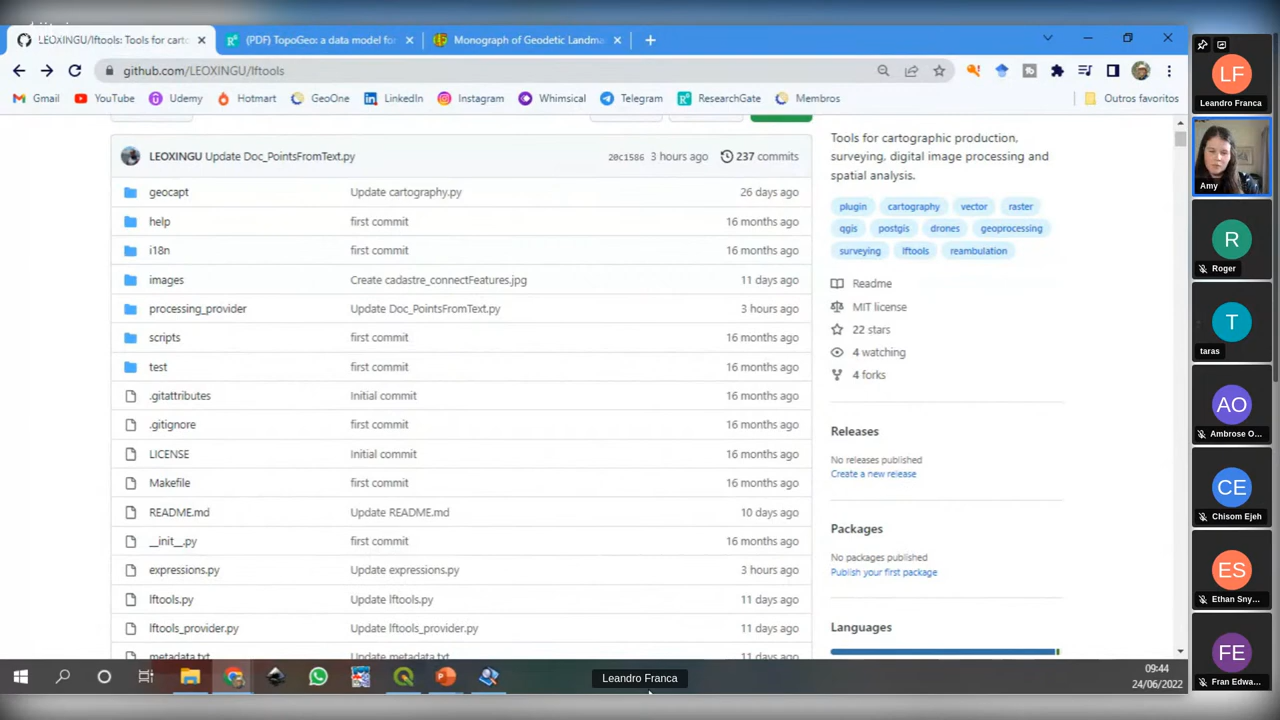 LEOXINGU/lftools: Tools for carto
(PDF) TopoGeo: a data model for
Monograph of Geodetic Landma
github.com/LEOXINGU/lftools
Gmail
YouTube
Udemy
Hotmart
GeoOne
LinkedIn
Instagram
Whimsical
Telegram
ResearchGate
Membros
Outros favoritos
LEOXINGU Update Doc_PointsFromText.py 20c1586 3 hours ago 237 commits
geocapt Update cartography.py 26 days ago
help first commit 16 months ago
i18n first commit 16 months ago
images Create cadastre_connectFeatures.jpg 11 days ago
processing_provider Update Doc_PointsFromText.py 3 hours ago
scripts first commit 16 months ago
test first commit 16 months ago
.gitattributes Initial commit 16 months ago
.gitignore first commit 16 months ago
LICENSE Initial commit 16 months ago
Makefile first commit 16 months ago
README.md Update README.md 10 days ago
__init__.py first commit 16 months ago
expressions.py Update expressions.py 3 hours ago
lftools.py Update lftools.py 11 days ago
lftools_provider.py Update lftools_provider.py 11 days ago
metadata.txt
Tools for cartographic production,
surveying, digital image processing and
spatial analysis.
plugin cartography vector raster
qgis postgis drones geoprocessing
surveying lftools reambulation
Readme
MIT license
22 stars
4 watching
4 forks
Releases
No releases published
Create a new release
Packages
No packages published
Publish your first package
Languages
LF
Leandro Franca
Amy
R
Roger
T
taras
AO
Ambrose O...
CE
Chisom Ejeh
ES
Ethan Sny...
FE
Fran Edwa...
Leandro Franca
09:44
24/06/2022